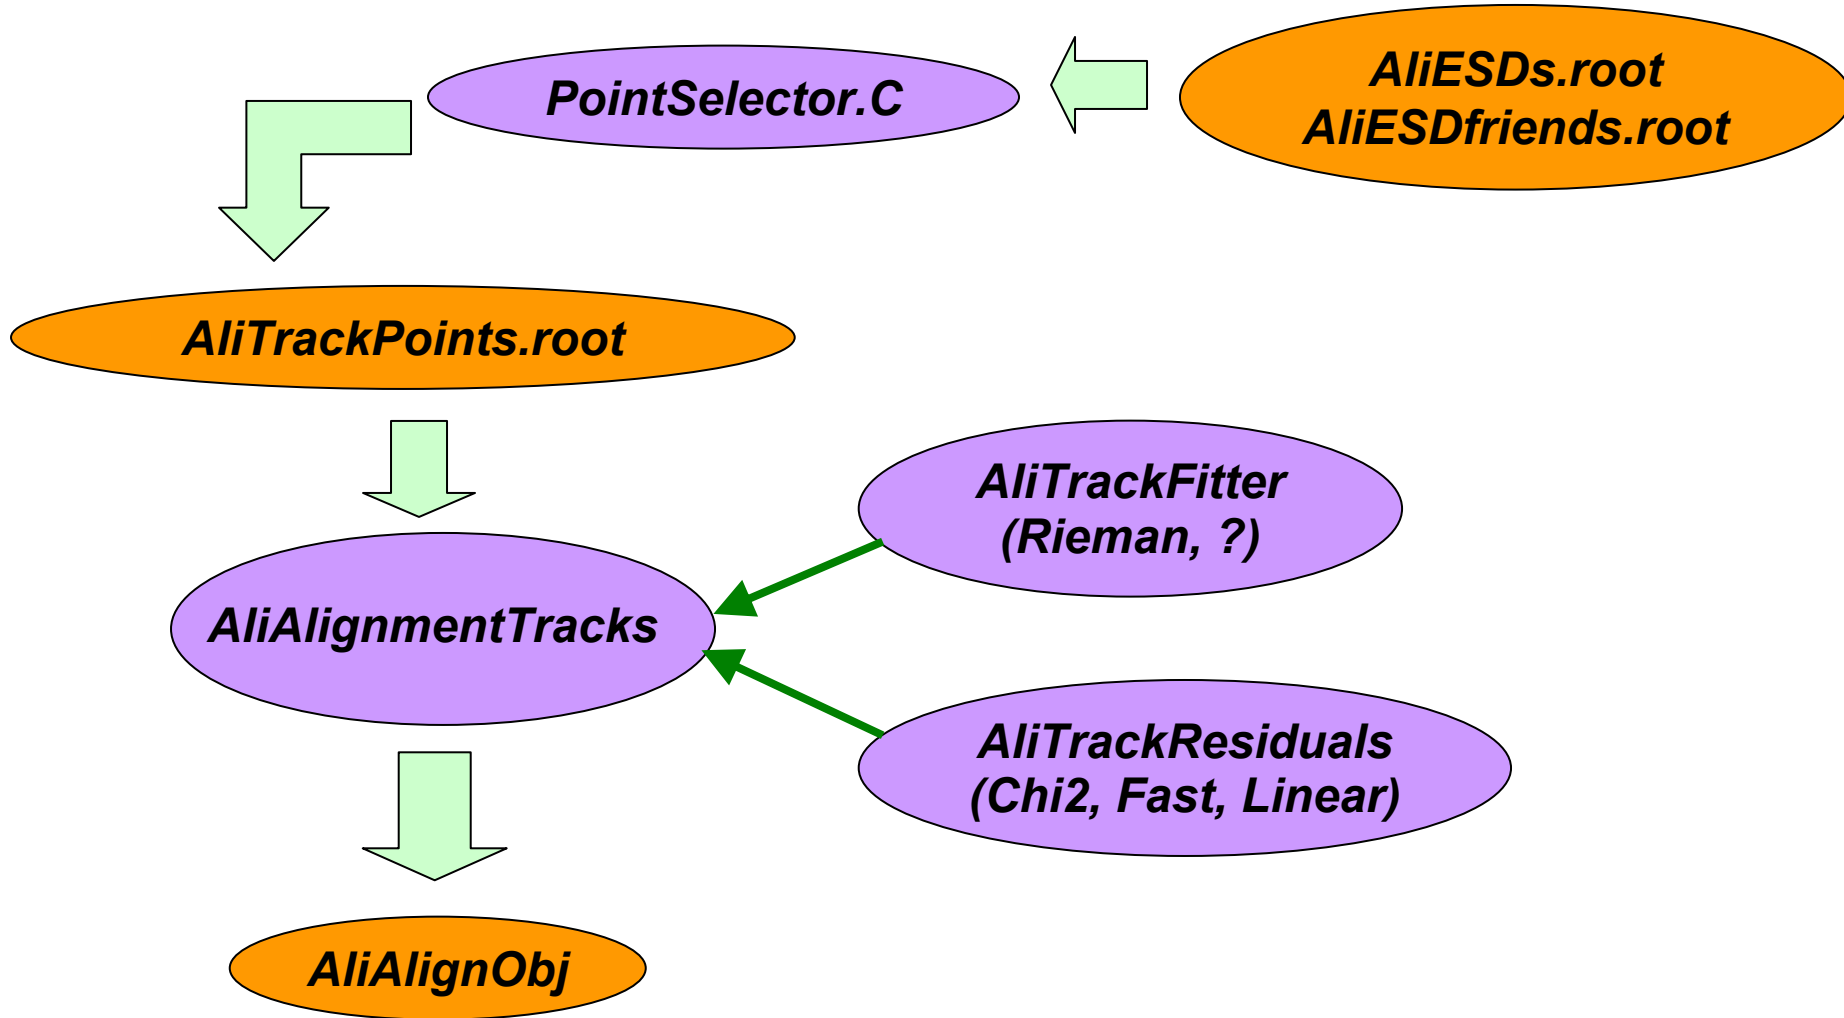 PointSelector.C
AliESDs.root
AliESDfriends.root
AliTrackPoints.root
AliTrackFitter
(Rieman, ?)
AliAlignmentTracks
AliTrackResiduals
(Chi2, Fast, Linear)
AliAlignObj